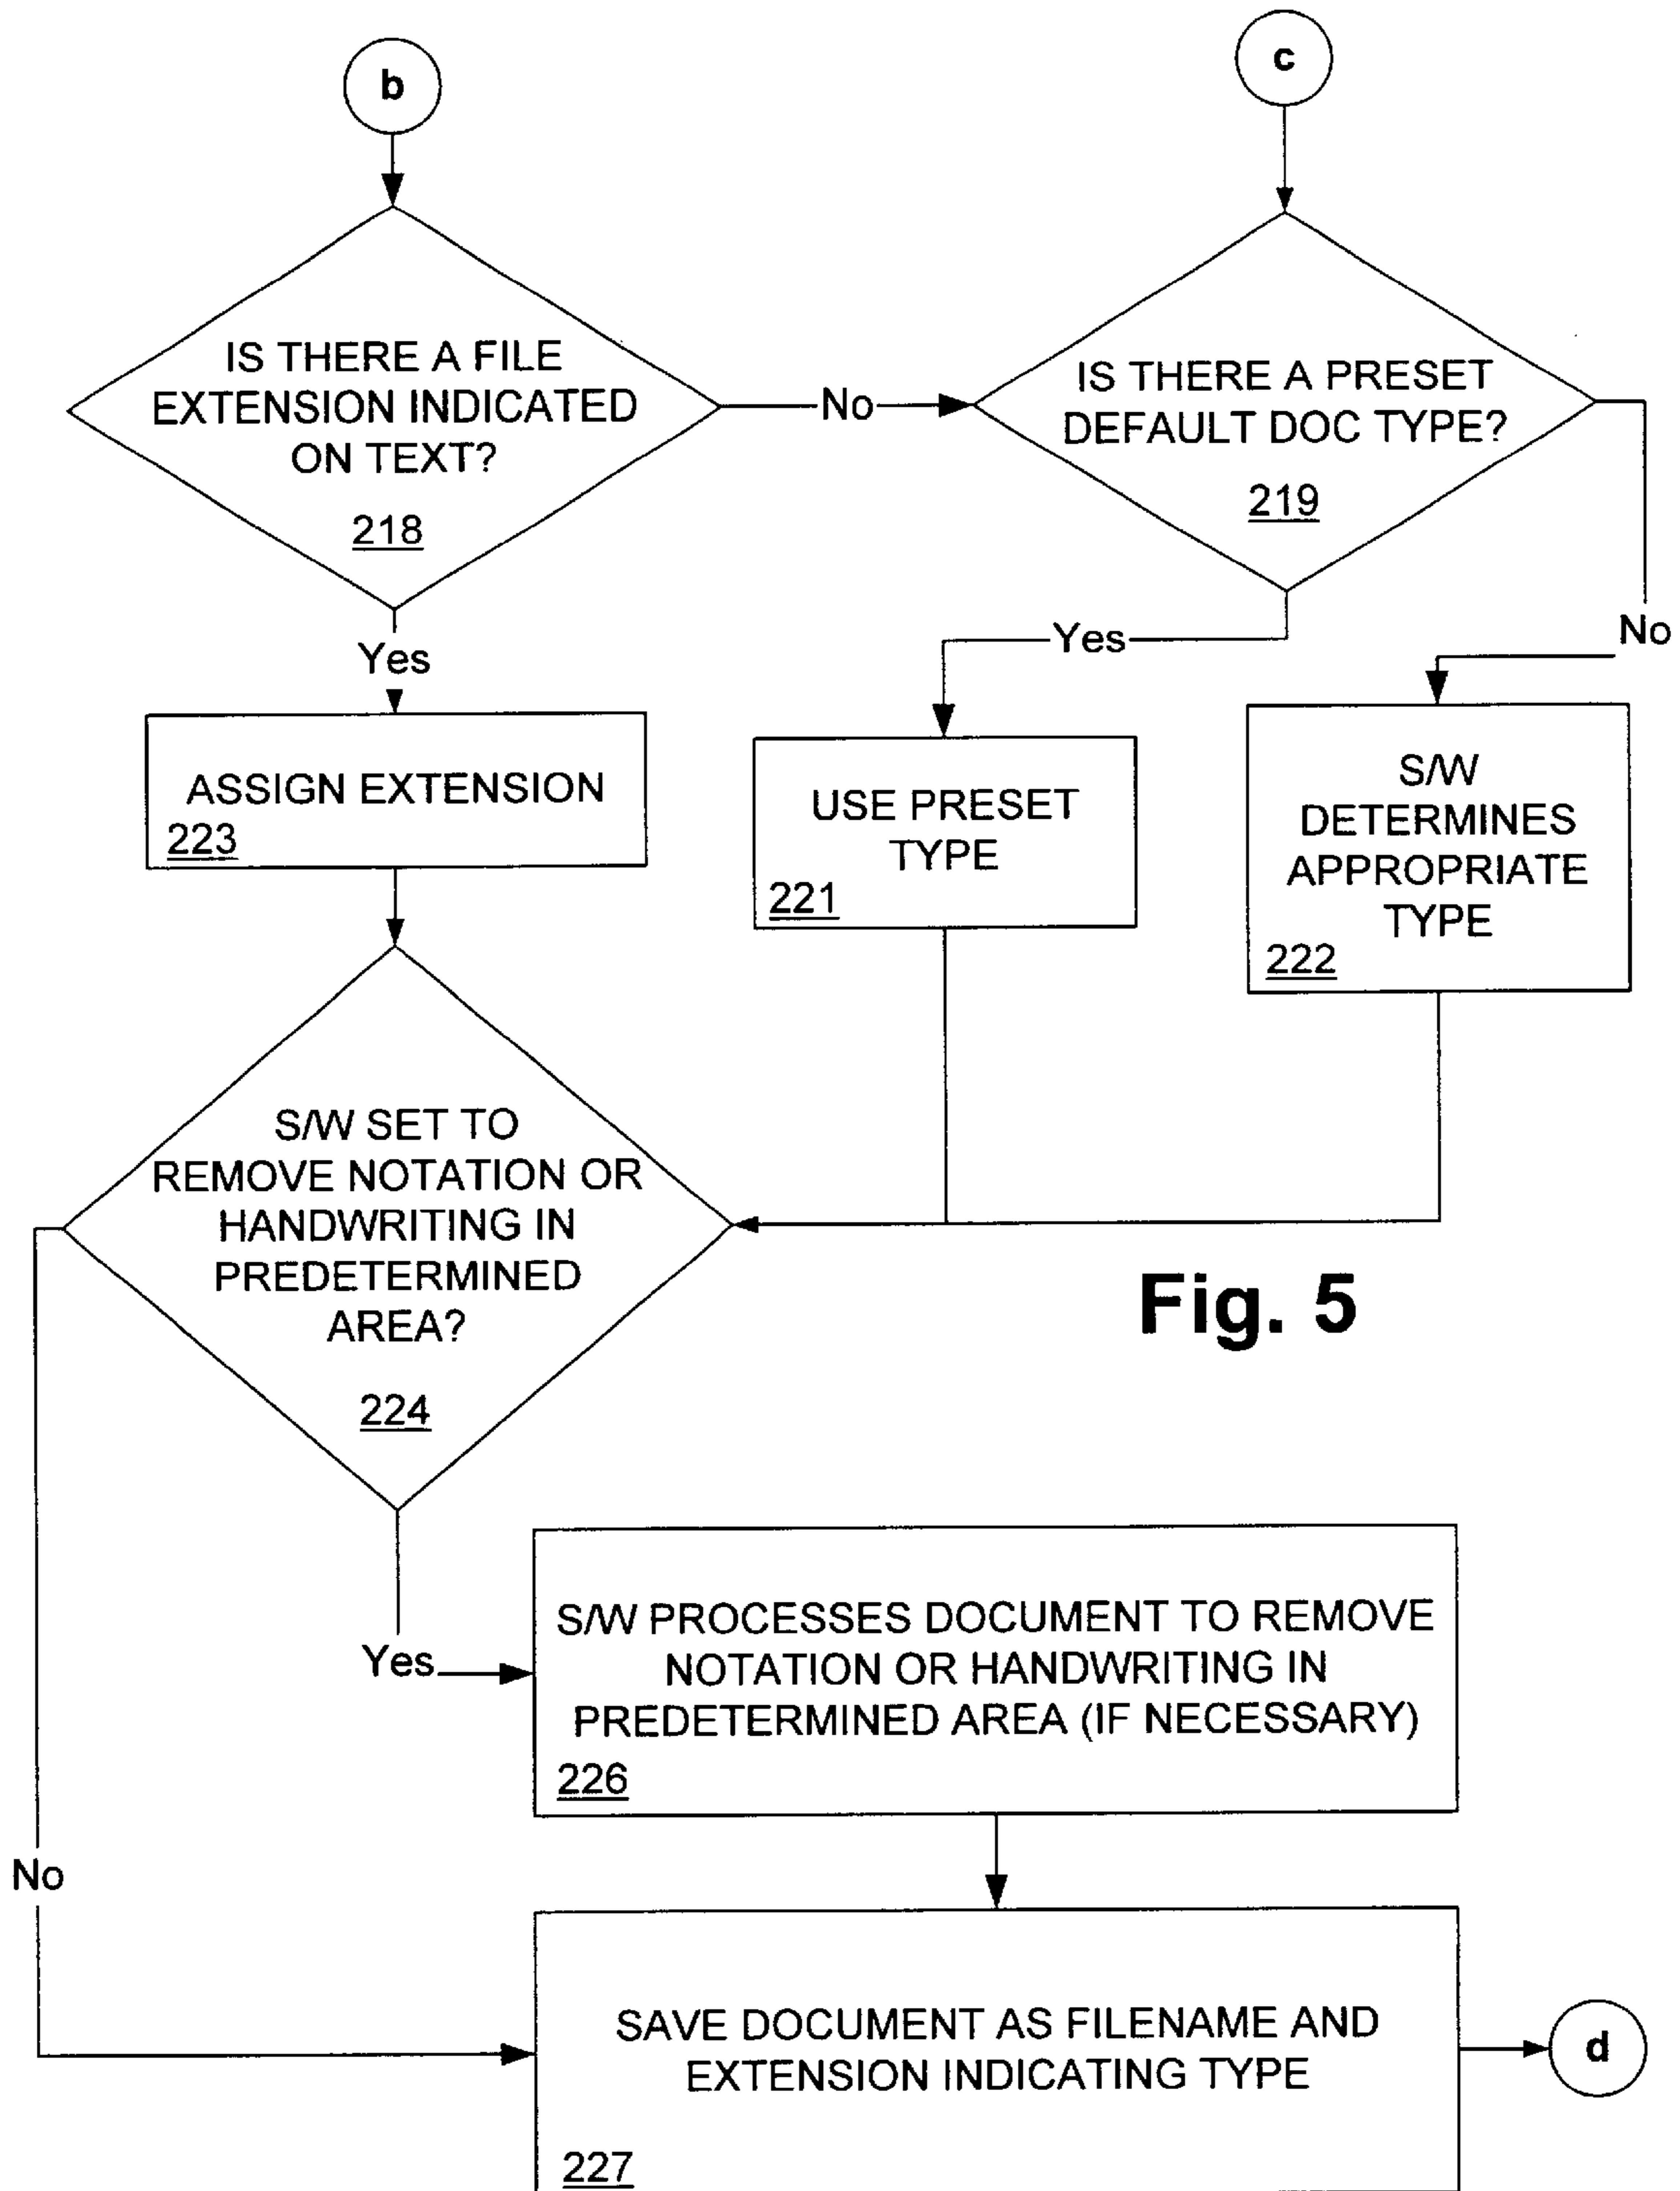 b
c
IS THERE A FILE
EXTENSION INDICATED
ON TEXT?
218
No
IS THERE A PRESET
DEFAULT DOC TYPE?
219
Yes
Yes
No
ASSIGN EXTENSION
223
USE PRESET
TYPE
221
S/W
DETERMINES
APPROPRIATE
TYPE
222
S/W SET TO
REMOVE NOTATION OR
HANDWRITING IN
PREDETERMINED
AREA?
224
Fig. 5
Yes
S/W PROCESSES DOCUMENT TO REMOVE
NOTATION OR HANDWRITING IN
PREDETERMINED AREA (IF NECESSARY)
226
No
SAVE DOCUMENT AS FILENAME AND
EXTENSION INDICATING TYPE
227
d